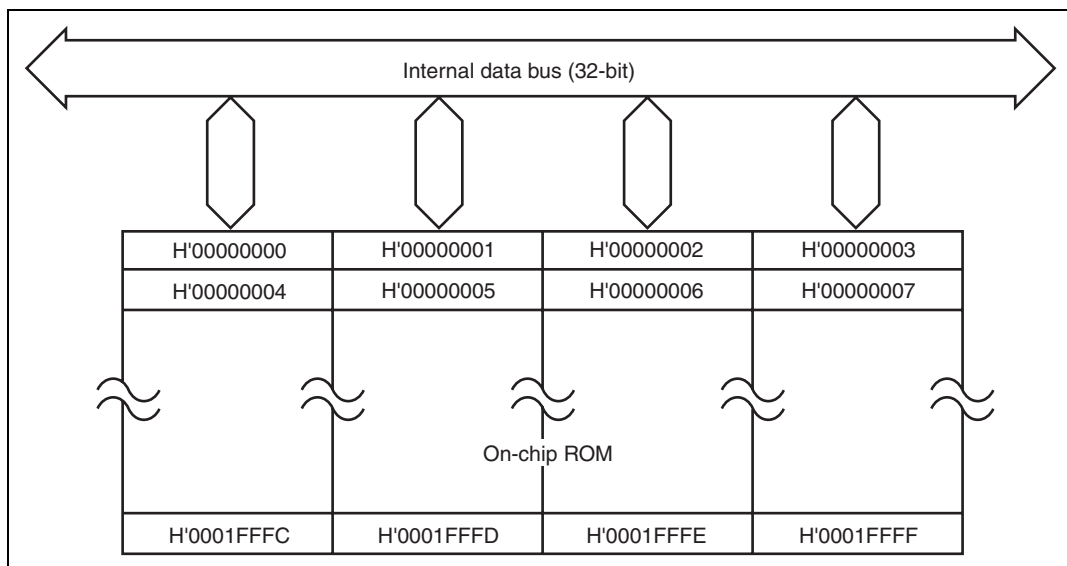 Internal data bus (32-bit)
H'00000000 H'00000001 H'00000002 H'00000003
H'00000004 H'00000005 H'00000006 H'00000007
On-chip ROM
H'0001FFFC H'0001FFFD H'0001FFFE H'0001FFFF